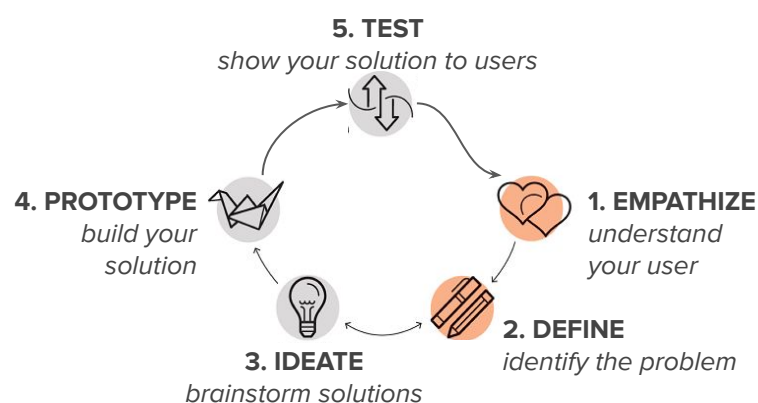 5. TEST
show your solution to users
4. PROTOTYPE
build your
solution
1. EMPATHIZE
understand
your user
2. DEFINE
identify the problem
3. IDEATE
brainstorm solutions